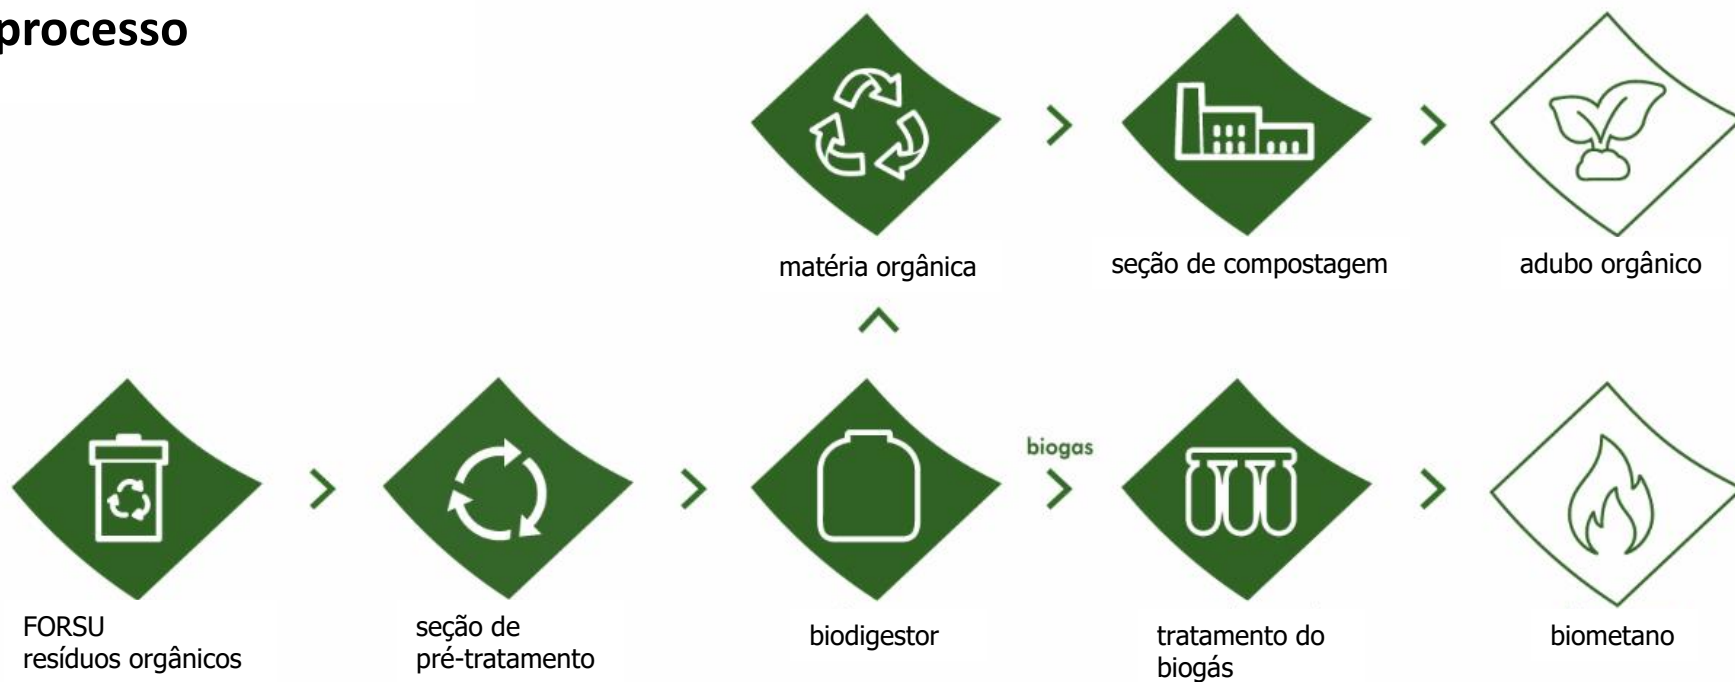 processo
matéria orgânica
seção de compostagem
adubo orgânico
biogas
FORSU
resíduos orgânicos
seção de
pré-tratamento
biodigestor
tratamento do
biogás
biometano